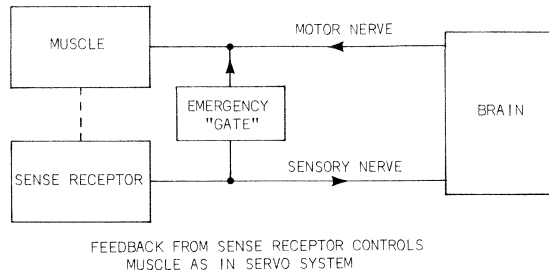 MUSCLE
MOTOR NERVE
EMERGENCY
"GATE"
BRAIN
SENSE RECEPTOR
SENSORY NERVE
FEEDBACK FROM SENSE RECEPTOR CONTROLS
MUSCLE AS IN SERVO SYSTEM